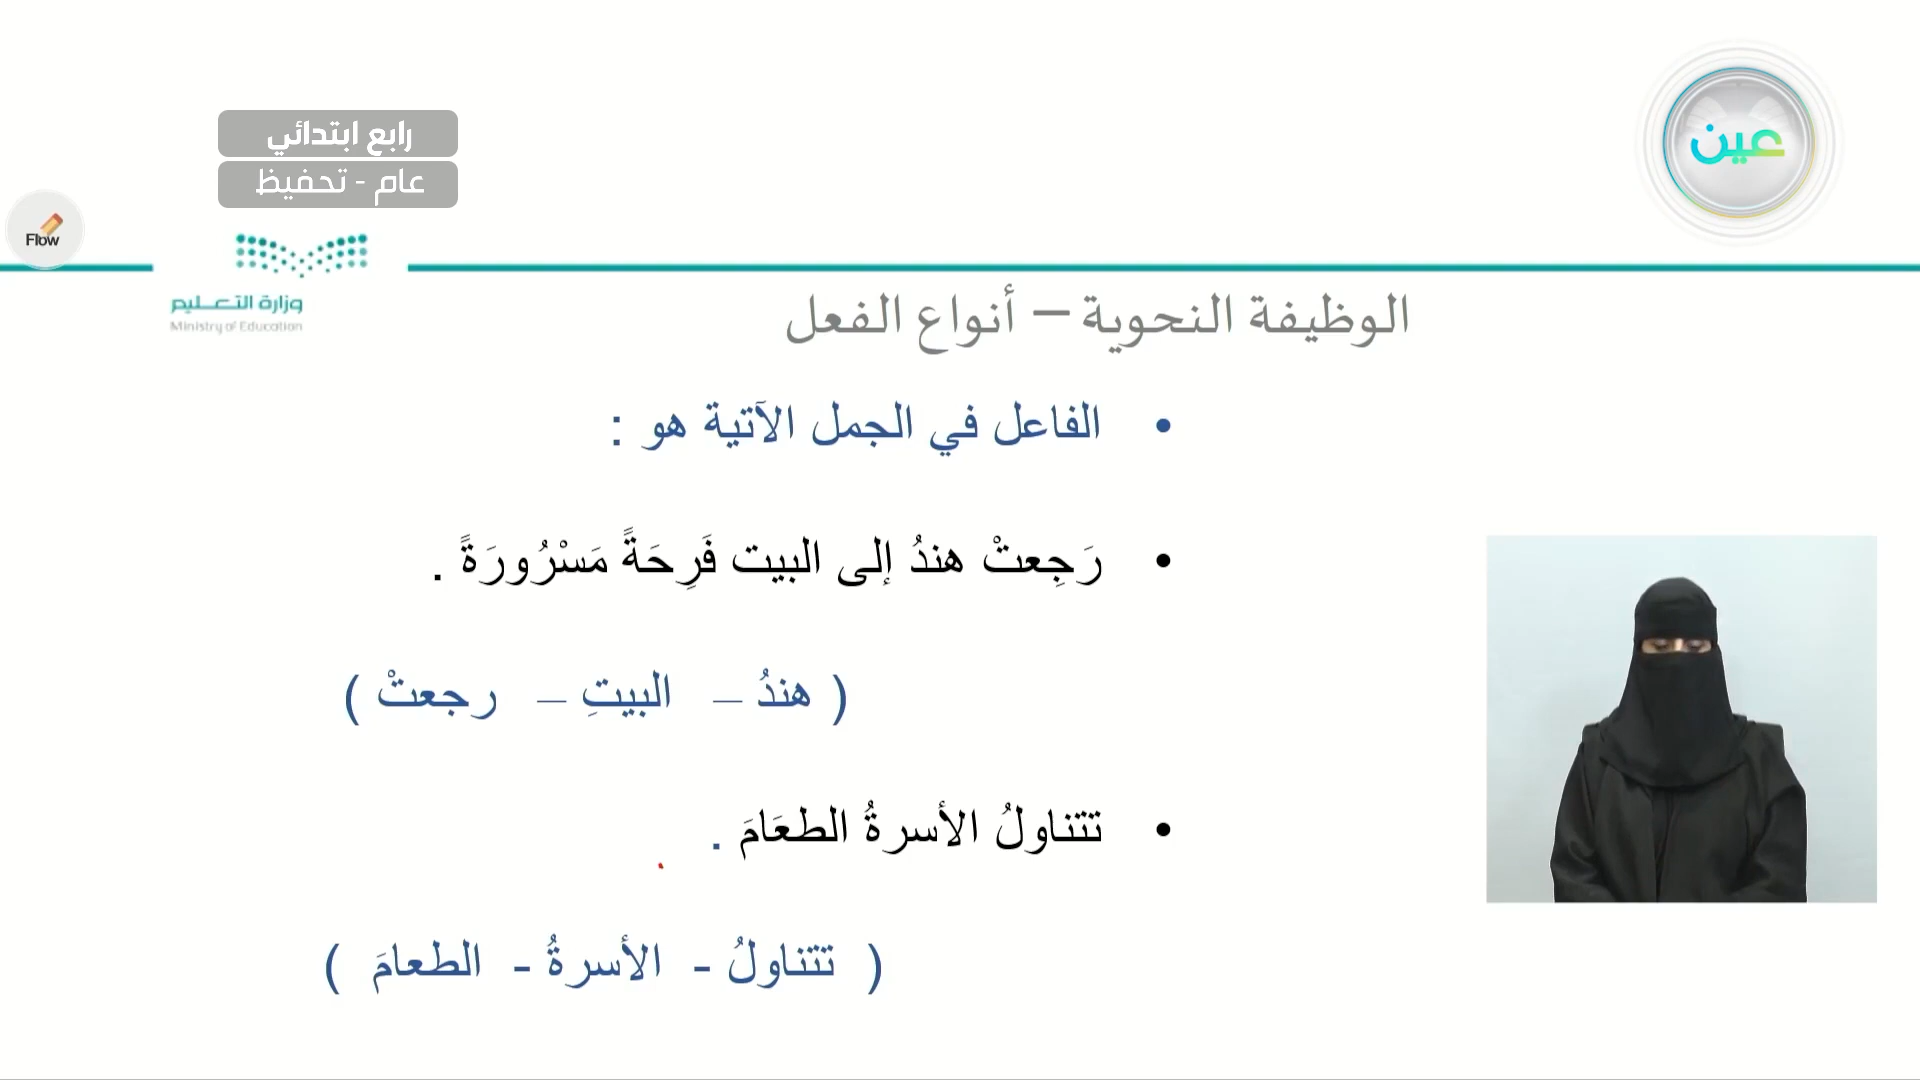 عين
رابع ابتدائي
عام - تحفيظ
Flow
وزارة التعليم
Ministry of Education
الوظيفة النحوية – أنواع الفعل
• الفاعل في الجمل الآتية هو :
• رَجِعتْ هندُ إلى البيت فَرِحَةً مَسْرُورَةً .
( هندُ – البيتِ – رجعتْ )
• تتناولُ الأسرةُ الطعَامَ .
( تتناولُ - الأسرةُ - الطعامَ )